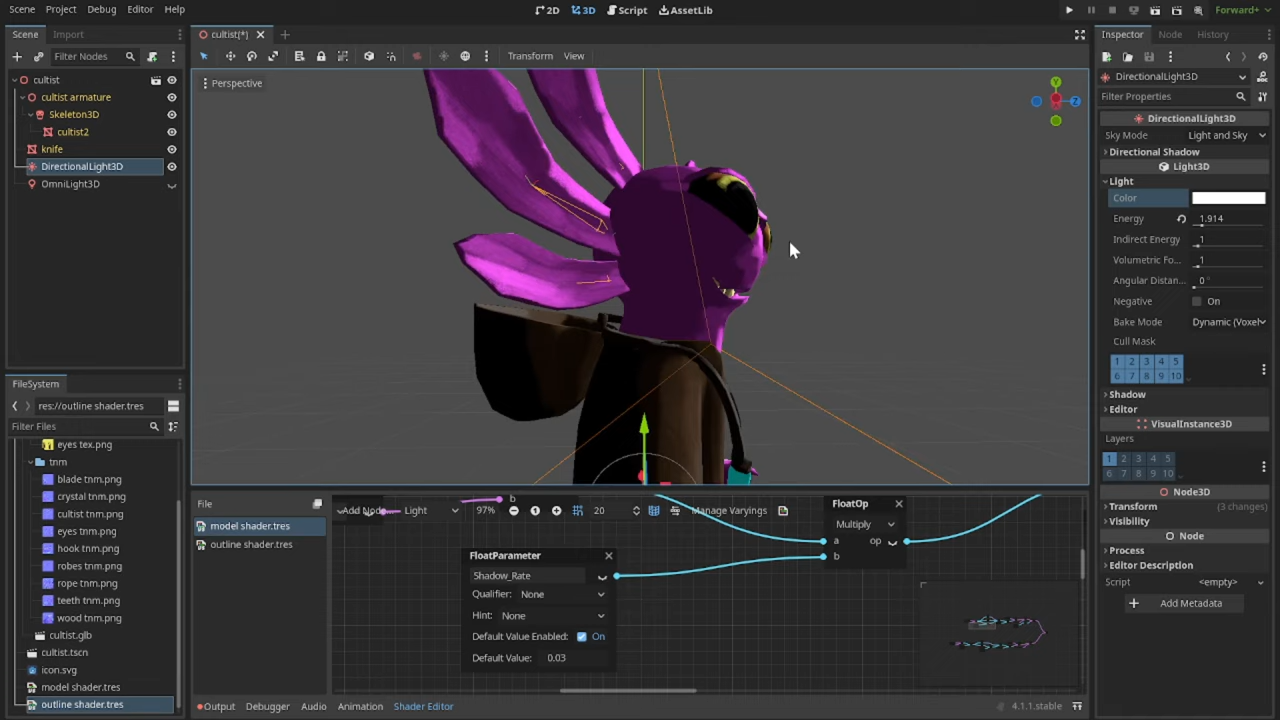 Scene Project Debug Editor Help 2D 3D Script AssetLib Forward+
Scene Import cultist(*) Inspector Node History
Filter Nodes Transform View
cultist
cultist armature
Skeleton3D
cultist2
knife
DirectionalLight3D
OmniLight3D
Perspective
Y
Z
DirectionalLight3D
Filter Properties
DirectionalLight3D
Sky Mode Light and Sky
Directional Shadow
Light3D
Light
Color
Energy 1.914
Indirect Energy 1
Volumetric Fo... 1
Angular Distan... 0 °
Negative On
Bake Mode Dynamic (Voxel
Cull Mask
1 2 3 4 5
6 7 8 9 10
Shadow
Editor
VisualInstance3D
Layers
1 2 3 4 5
6 7 8 9 10
Node3D
Transform (3 changes)
Visibility
Node
Process
Editor Description
Script <empty>
Add Metadata
FileSystem
res://outline shader.tres
Filter Files
eyes tex.png
tnm
blade tnm.png
crystal tnm.png
cultist tnm.png
eyes tnm.png
hook tnm.png
robes tnm.png
rope tnm.png
teeth tnm.png
wood tnm.png
cultist.glb
cultist.tscn
icon.svg
model shader.tres
outline shader.tres
File
model shader.tres
outline shader.tres
b
Add Node... Light 97% 20 Manage Varyings
FloatOp
Multiply
a op
b
FloatParameter
Shadow_Rate
Qualifier: None
Hint: None
Default Value Enabled: On
Default Value: 0.03
Output Debugger Audio Animation Shader Editor 4.1.1.stable